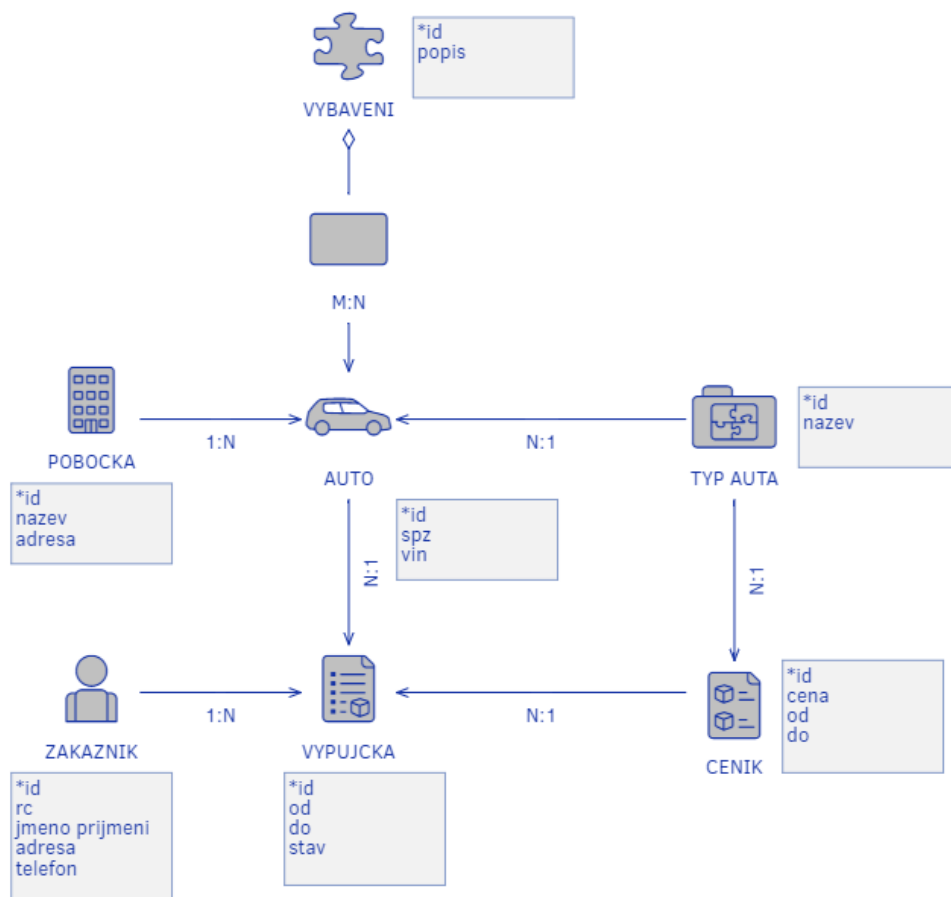 *id
popis
VYBAVENI
M:N
POBOCKA
*id
nazev
adresa
1:N
AUTO
*id
spz
vin
N:1
TYP AUTA
*id
nazev
N:1
N:1
ZAKAZNIK
*id
rc
jmeno prijmeni
adresa
telefon
1:N
VYPUJCKA
*id
od
do
stav
N:1
CENIK
*id
cena
od
do